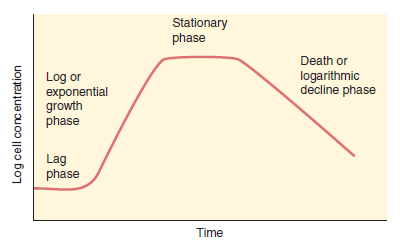 Stationary
phase
Death or
logarithmic
decline phase
Log or
exponential
growth
phase
Lag
phase
Log cell concentration
Time